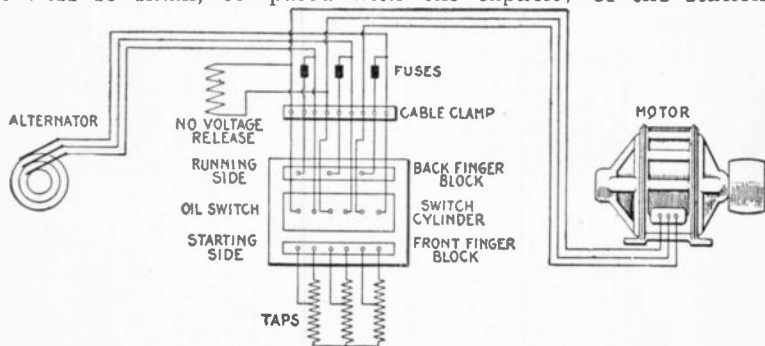 FUSES
ALTERNATOR
CABLE CLAMP
MOTOR
NO VOLTAGE
RELEASE
RUNNING
SIDE
BACK FINGER
BLOCK
OIL SWITCH
SWITCH
CYLINDER
STARTING
SIDE
FRONT FINGER
BLOCK
TAPS